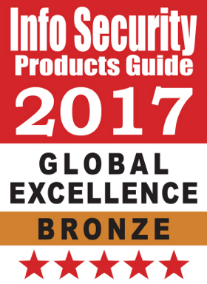 Info Security
Products Guide
2017
GLOBAL
EXCELLENCE
BRONZE